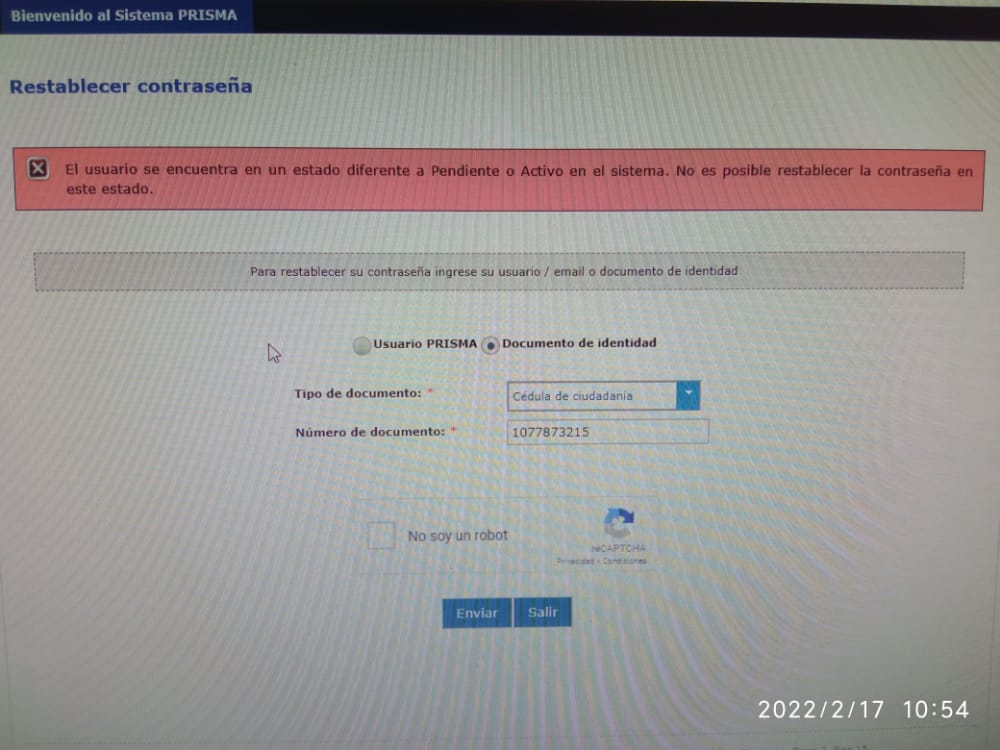 Bienvenido al Sistema PRISMA
Restablecer contraseña
El usuario se encuentra en un estado diferente a Pendiente o Activo en el sistema. No es posible restablecer la contraseña en
este estado.
Para restablecer su contraseña ingrese su usuario / email o documento de identidad
Usuario PRISMA Documento de identidad
Tipo de documento: * Cédula de ciudadanía
Número de documento: * 1077873215
No soy un robot
reCAPTCHA
Privacidad - Condiciones
Enviar Salir
2022/2/17 10:54